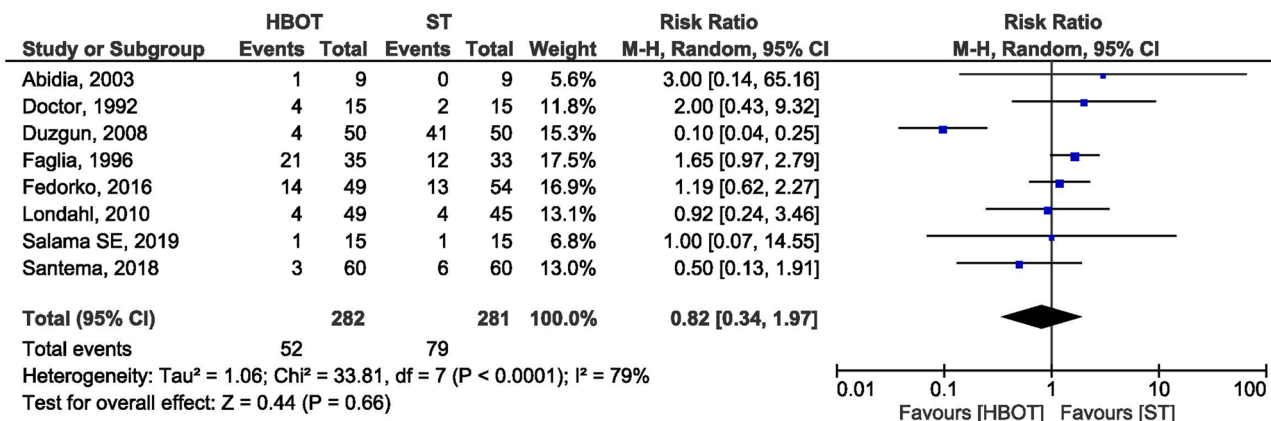 HBOT ST Risk Ratio Risk Ratio
Study or Subgroup Events Total Events Total Weight M-H, Random, 95% CI M-H, Random, 95% CI
Abidia, 2003 1 9 0 9 5.6% 3.00 [0.14, 65.16]
Doctor, 1992 4 15 2 15 11.8% 2.00 [0.43, 9.32]
Duzgun, 2008 4 50 41 50 15.3% 0.10 [0.04, 0.25]
Faglia, 1996 21 35 12 33 17.5% 1.65 [0.97, 2.79]
Fedorko, 2016 14 49 13 54 16.9% 1.19 [0.62, 2.27]
Londahl, 2010 4 49 4 45 13.1% 0.92 [0.24, 3.46]
Salama SE, 2019 1 15 1 15 6.8% 1.00 [0.07, 14.55]
Santema, 2018 3 60 6 60 13.0% 0.50 [0.13, 1.91]
Total (95% CI) 282 281 100.0% 0.82 [0.34, 1.97]
Total events 52 79
Heterogeneity: Tau² = 1.06; Chi² = 33.81, df = 7 (P < 0.0001); I² = 79%
Test for overall effect: Z = 0.44 (P = 0.66)
0.01 0.1 1 10 100
Favours [HBOT] Favours [ST]